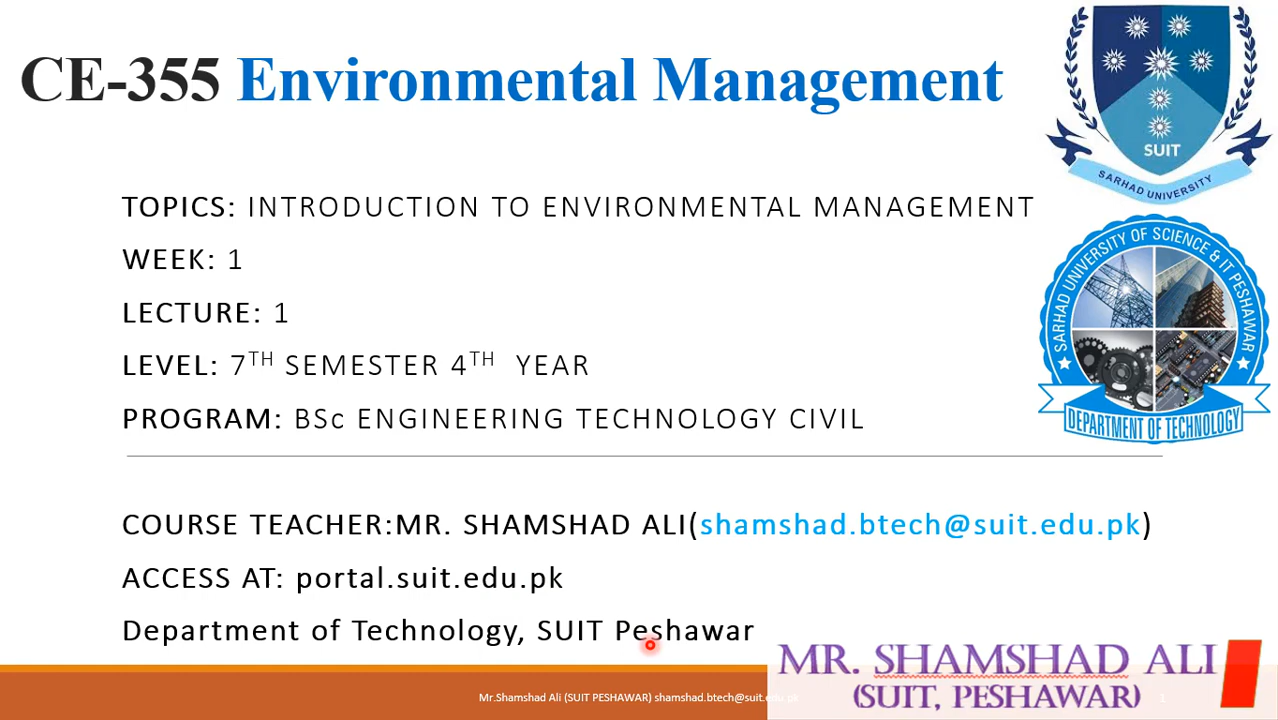 CE-355 Environmental Management
SUIT
SARHAD UNIVERSITY
TOPICS: INTRODUCTION TO ENVIRONMENTAL MANAGEMENT
WEEK: 1
LECTURE: 1
LEVEL: 7TH SEMESTER 4TH YEAR
PROGRAM: BSc ENGINEERING TECHNOLOGY CIVIL
SARHAD UNIVERSITY OF SCIENCE & IT PESHAWAR
DEPARTMENT OF TECHNOLOGY
COURSE TEACHER:MR. SHAMSHAD ALI(shamshad.btech@suit.edu.pk)
ACCESS AT: portal.suit.edu.pk
Department of Technology, SUIT Peshawar
Mr.Shamshad Ali (SUIT PESHAWAR) shamshad.btech@suit.edu.pk
MR. SHAMSHAD ALI
(SUIT, PESHAWAR)
1